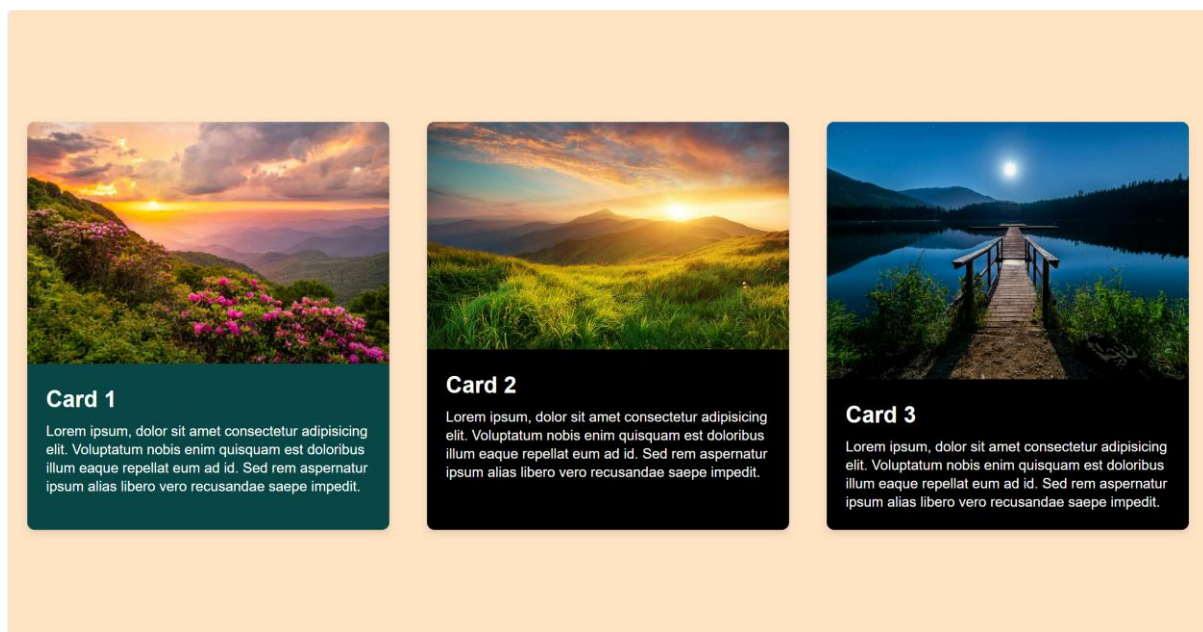 Card 1
Lorem ipsum, dolor sit amet consectetur adipisicing
elit. Voluptatum nobis enim quisquam est doloribus
illum eaque repellat eum ad id. Sed rem aspernatur
ipsum alias libero vero recusandae saepe impedit.
Card 2
Lorem ipsum, dolor sit amet consectetur adipisicing
elit. Voluptatum nobis enim quisquam est doloribus
illum eaque repellat eum ad id. Sed rem aspernatur
ipsum alias libero vero recusandae saepe impedit.
Card 3
Lorem ipsum, dolor sit amet consectetur adipisicing
elit. Voluptatum nobis enim quisquam est doloribus
illum eaque repellat eum ad id. Sed rem aspernatur
ipsum alias libero vero recusandae saepe impedit.